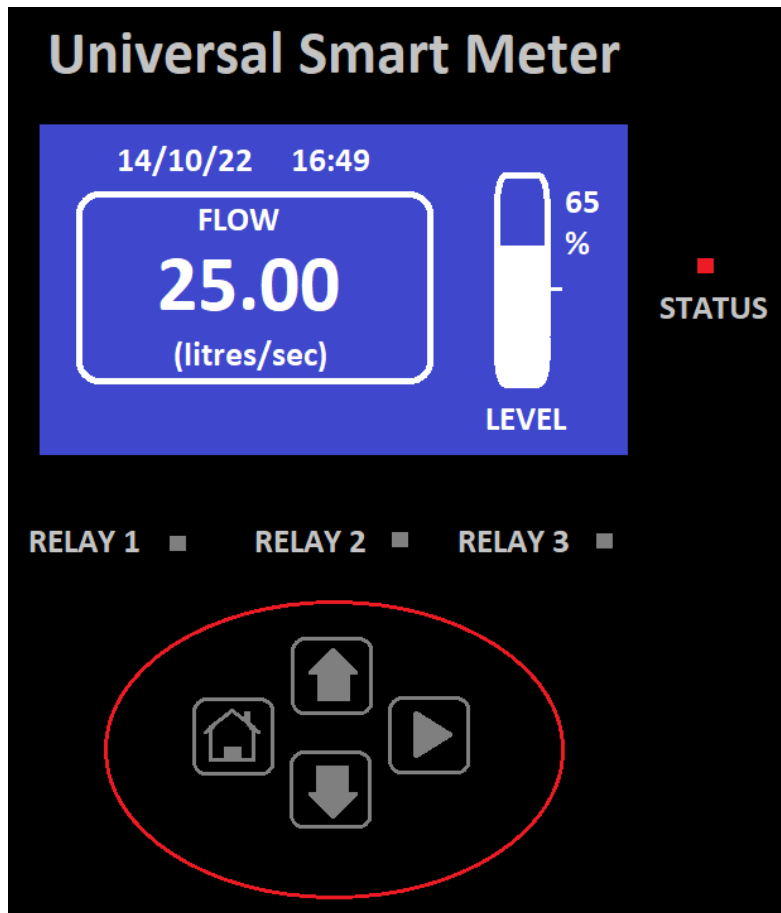 Universal Smart Meter
14/10/22 16:49
FLOW
25.00
(litres/sec)
65
%
LEVEL
STATUS
RELAY 1 RELAY 2 RELAY 3